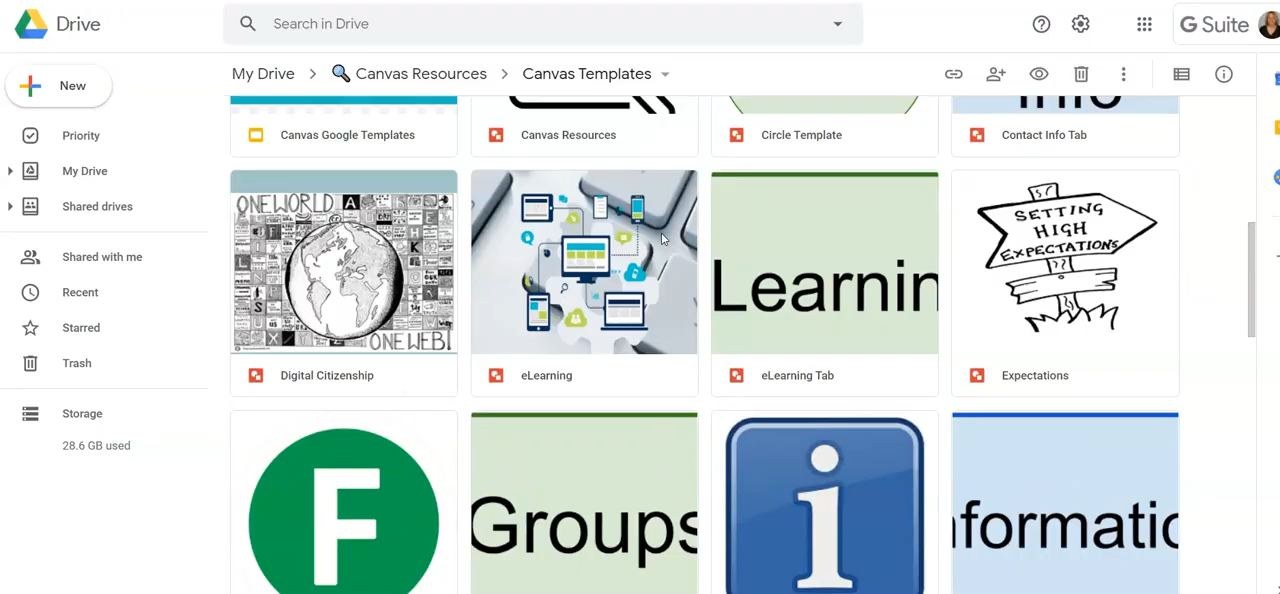 Drive
Search in Drive
G Suite
New
My Drive
Canvas Resources
Canvas Templates
Priority
My Drive
Shared drives
Shared with me
Recent
Starred
Trash
Storage
28.6 GB used
Info
Canvas Google Templates
Canvas Resources
Circle Template
Contact Info Tab
ONE WORLD
ONE WEB!
Learnin
SETTING
HIGH
EXPECTATIONS
Digital Citizenship
eLearning
eLearning Tab
Expectations
F
Groups
i
nformatic